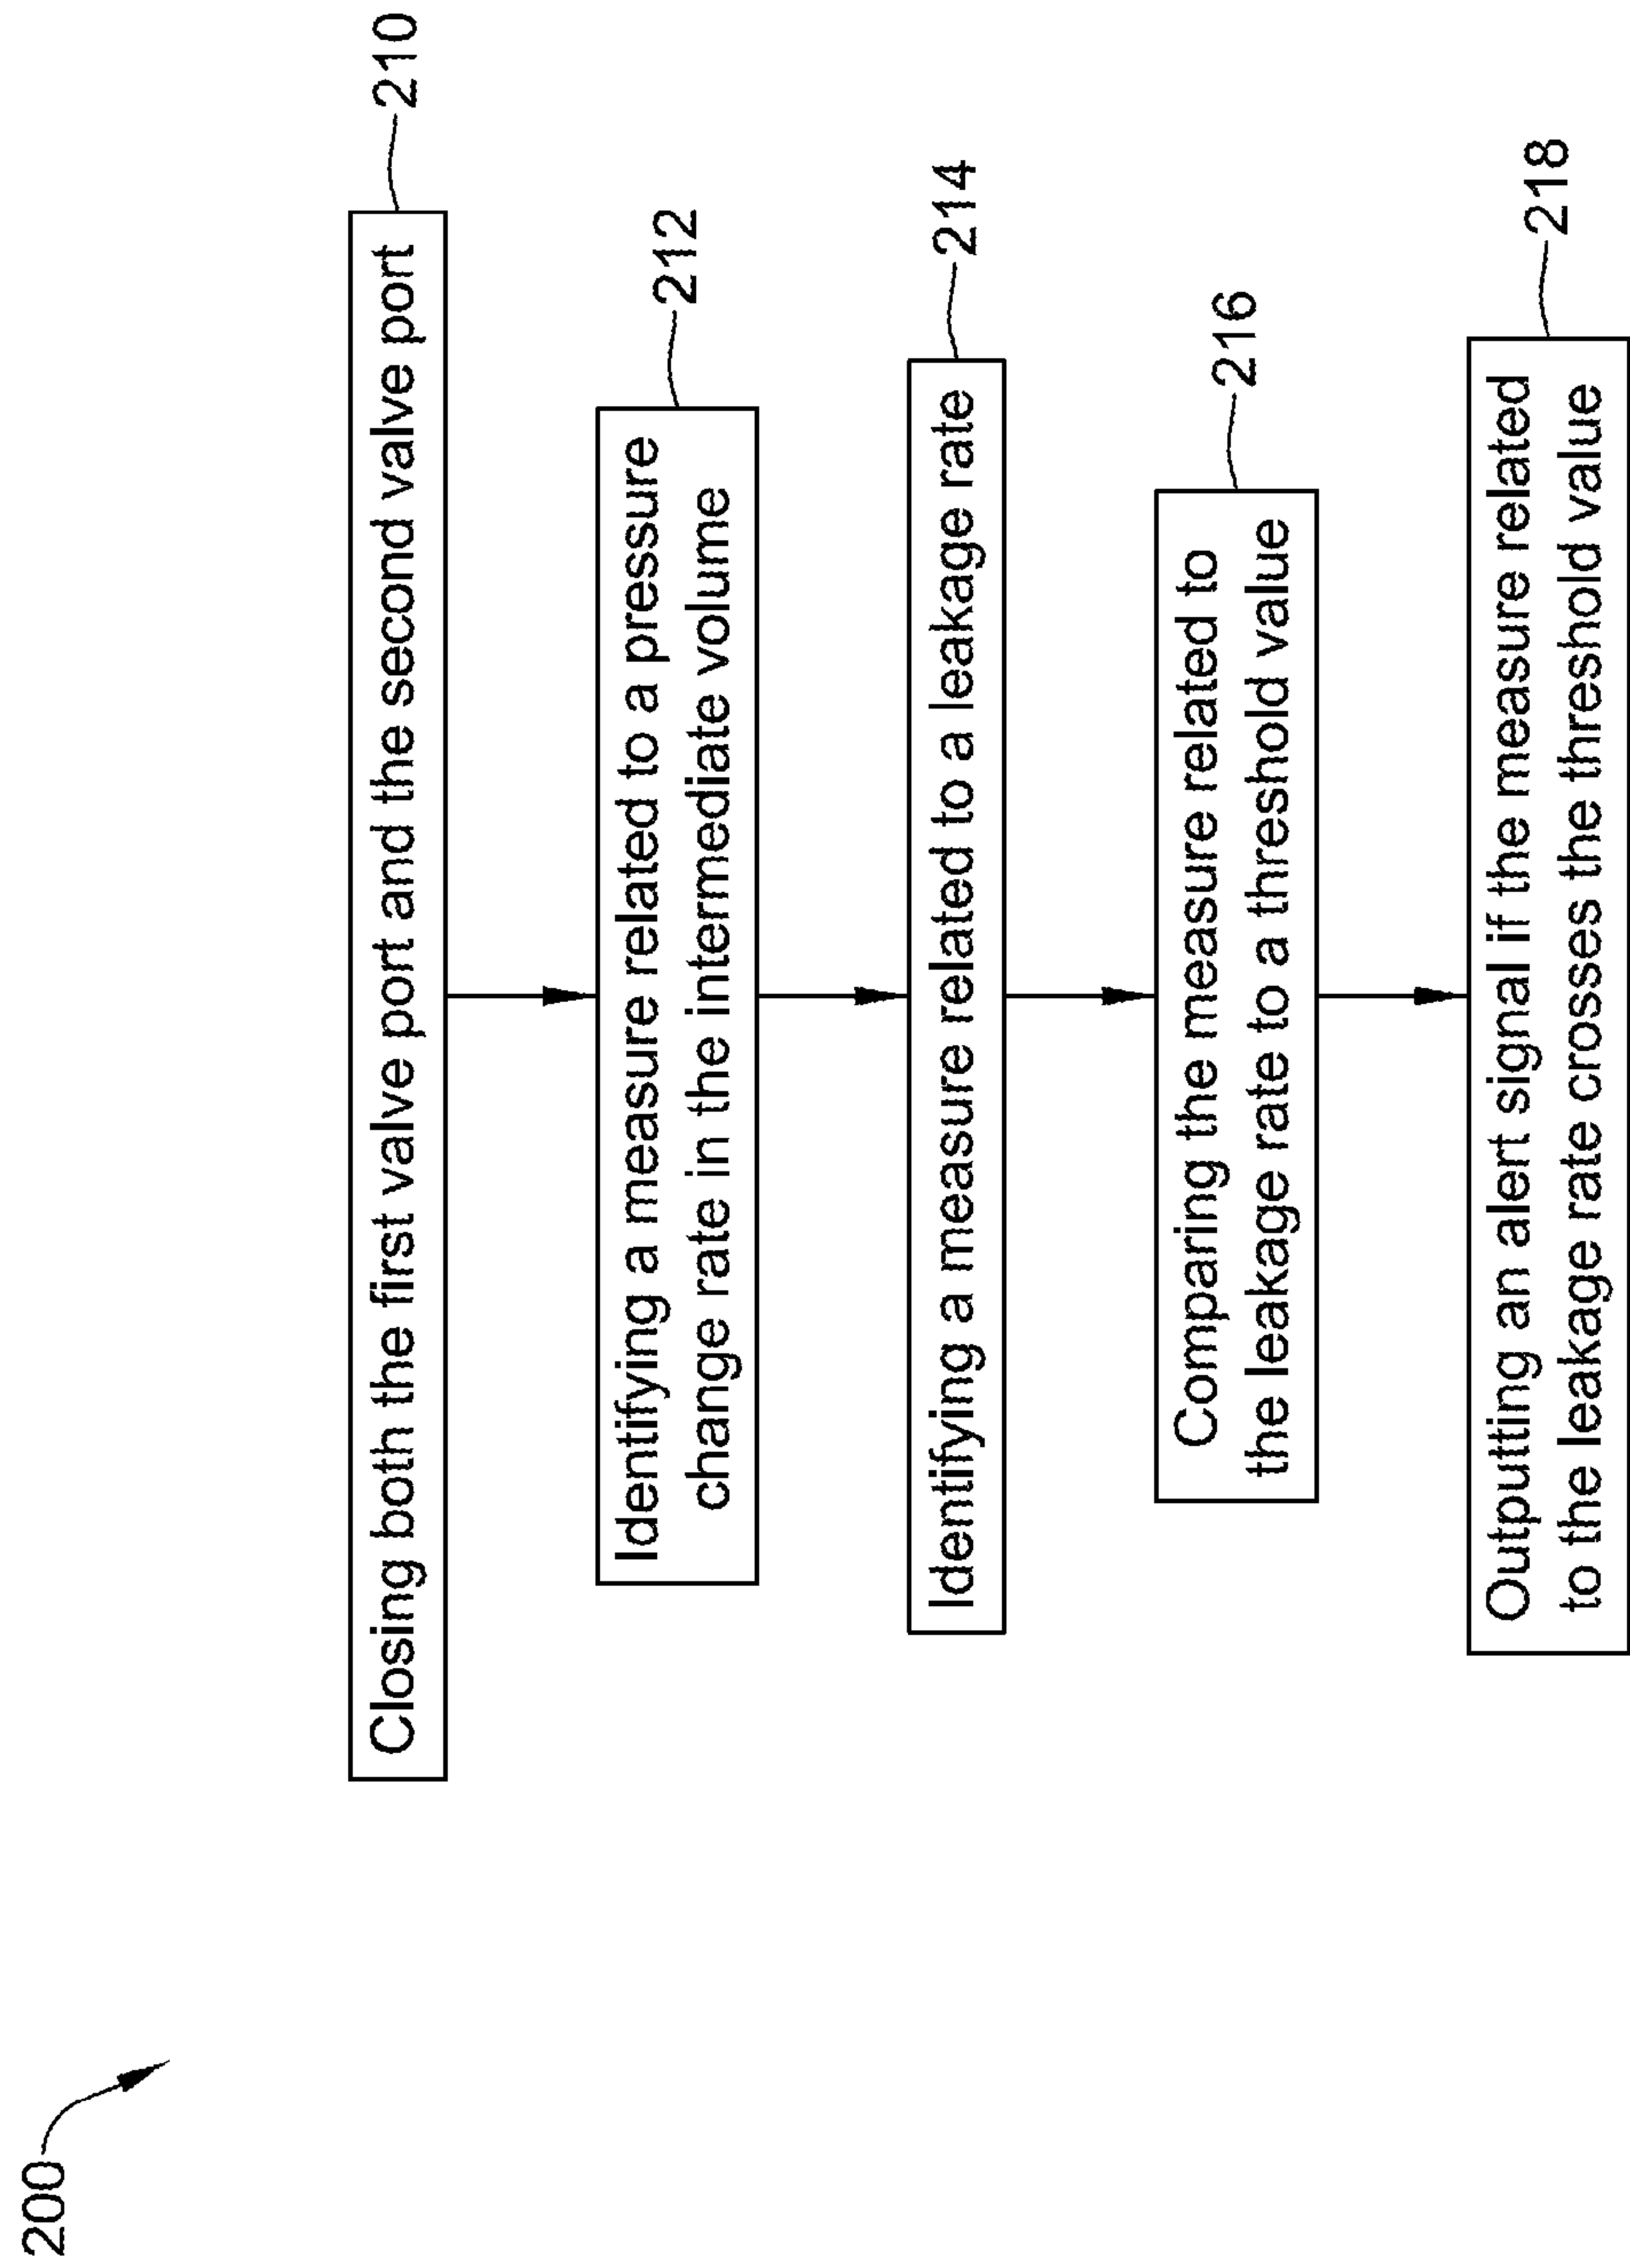 200
Closing both the first valve port and the second valve port
210
Identifying a measure related to a pressure
change rate in the intermediate volume
212
Identifying a measure related to a leakage rate
214
Comparing the measure related to
the leakage rate to a threshold value
216
Outputting an alert signal if the measure related
to the leakage rate crosses the threshold value
218